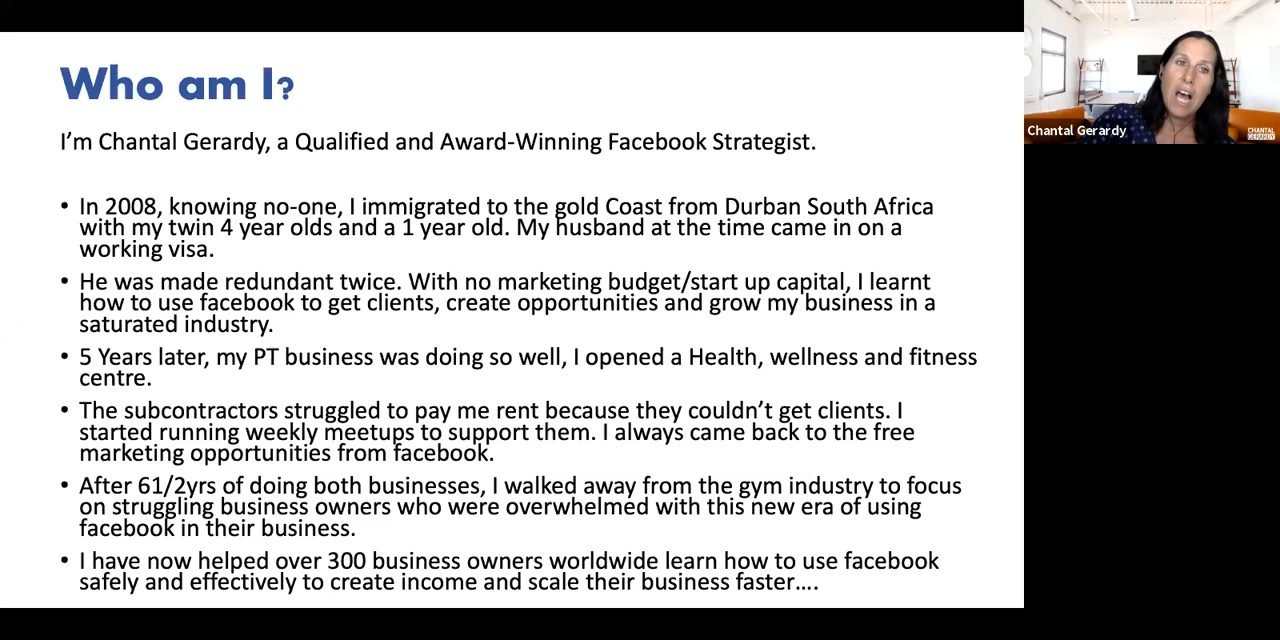 Who am I?
I'm Chantal Gerardy, a Qualified and Award-Winning Facebook Strategist.
• In 2008, knowing no-one, I immigrated to the gold Coast from Durban South Africa
with my twin 4 year olds and a 1 year old. My husband at the time came in on a
working visa.
• He was made redundant twice. With no marketing budget/start up capital, I learnt
how to use facebook to get clients, create opportunities and grow my business in a
saturated industry.
• 5 Years later, my PT business was doing so well, I opened a Health, wellness and fitness
centre.
• The subcontractors struggled to pay me rent because they couldn't get clients. I
started running weekly meetups to support them. I always came back to the free
marketing opportunities from facebook.
• After 61/2yrs of doing both businesses, I walked away from the gym industry to focus
on struggling business owners who were overwhelmed with this new era of using
facebook in their business.
• I have now helped over 300 business owners worldwide learn how to use facebook
safely and effectively to create income and scale their business faster....
Chantal Gerardy
CHANTAL
GERARDY